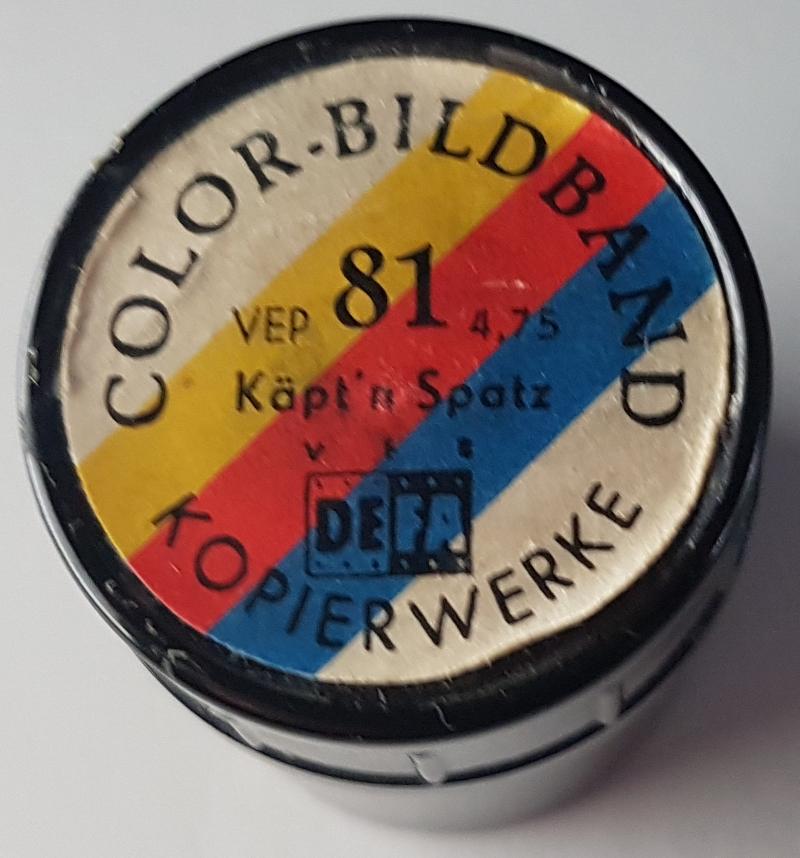 COLOR-BILDBAND
VEP 81 4,75
Käpt'n Spatz
VEB
DEFA
KOPIERWERKE